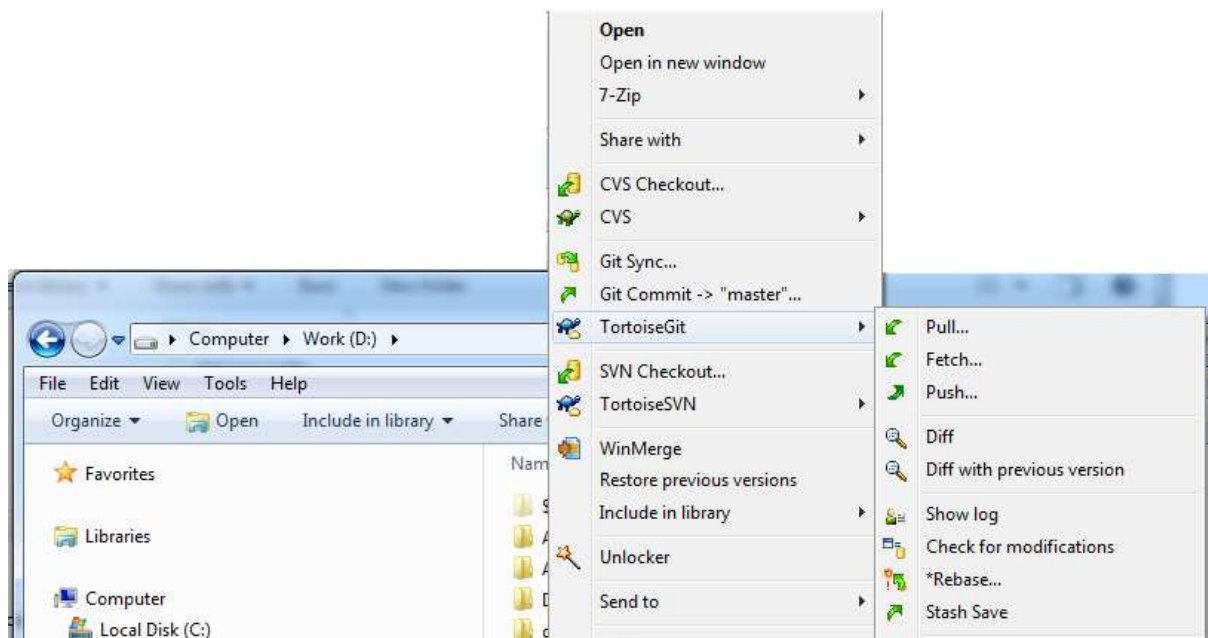 Open
Open in new window
7-Zip
Share with
CVS Checkout...
CVS
Git Sync...
Git Commit -> "master"...
TortoiseGit
SVN Checkout...
TortoiseSVN
WinMerge
Restore previous versions
Include in library
Unlocker
Send to
Pull...
Fetch...
Push...
Diff
Diff with previous version
Show log
Check for modifications
*Rebase...
Stash Save
Computer Work (D:)
File Edit View Tools Help
Organize Open Include in library Share
Nam
Favorites
Libraries
Computer
Local Disk (C:)